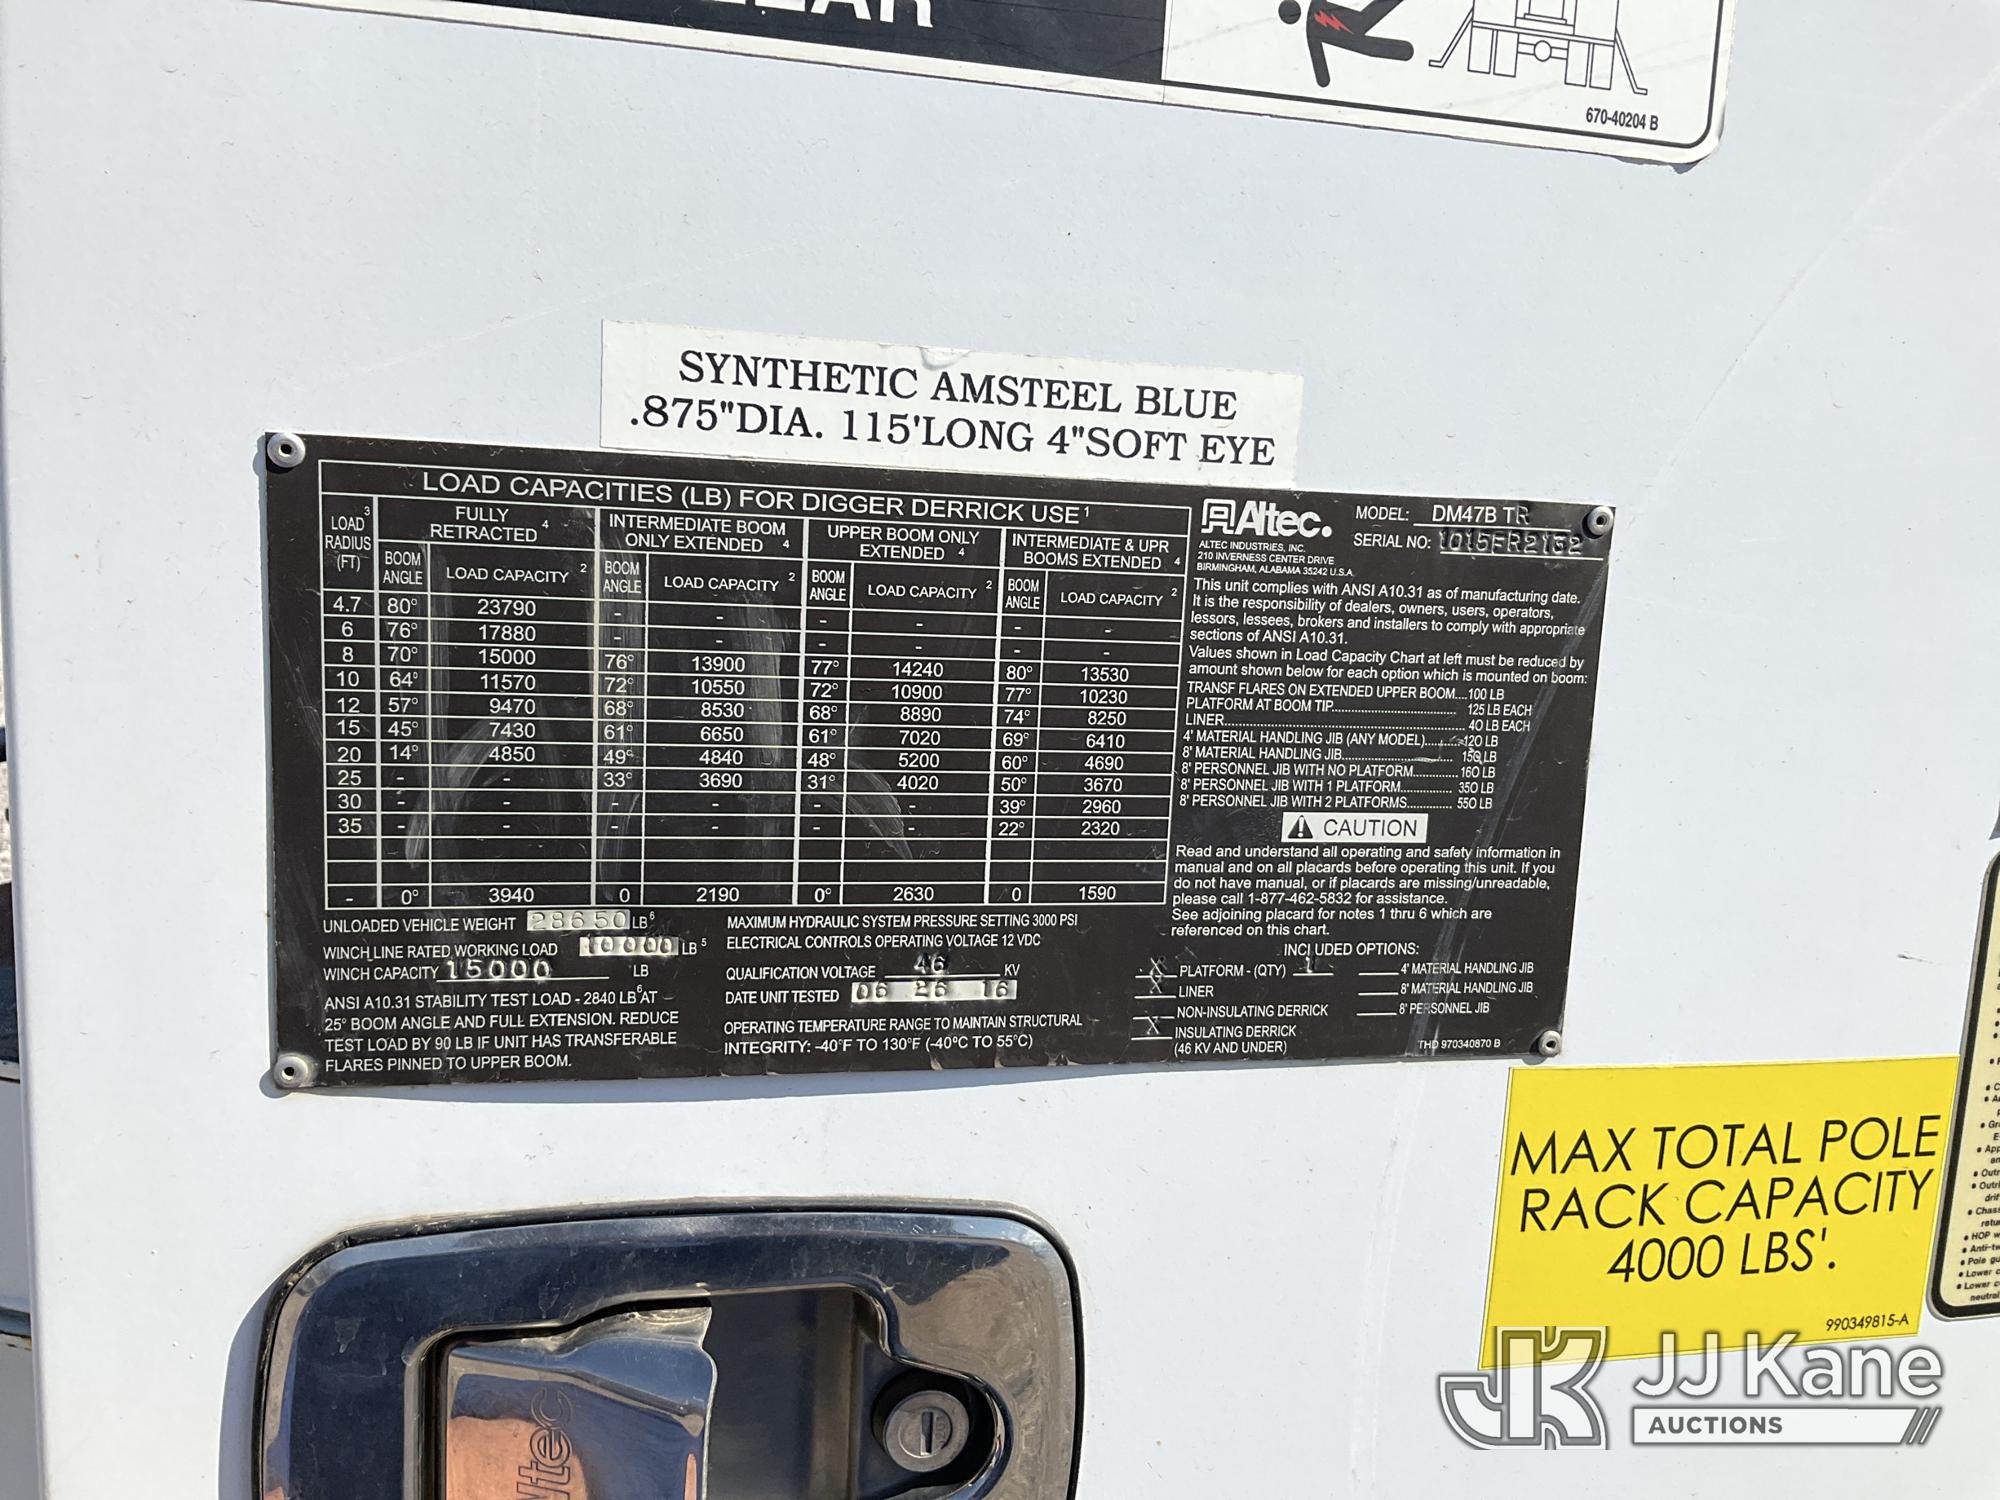 670-40204 B
SYNTHETIC AMSTEEL BLUE
.875"DIA. 115'LONG 4"SOFT EYE
LOAD CAPACITIES (LB) FOR DIGGER DERRICK USE 1
LOAD 3 RADIUS (FT) FULLY RETRACTED 4 INTERMEDIATE BOOM ONLY EXTENDED 4 UPPER BOOM ONLY EXTENDED 4 INTERMEDIATE & UPR BOOMS EXTENDED 4
BOOM ANGLE LOAD CAPACITY 2 BOOM ANGLE LOAD CAPACITY 2 BOOM ANGLE LOAD CAPACITY 2 BOOM ANGLE LOAD CAPACITY 2
4.7 80° 23790 - - - - - -
6 76° 17880 - - - - - -
8 70° 15000 76° 13900 77° 14240 80° 13530
10 64° 11570 72° 10550 72° 10900 77° 10230
12 57° 9470 68° 8530 68° 8890 74° 8250
15 45° 7430 61° 6650 61° 7020 69° 6410
20 14° 4850 49° 4840 48° 5200 60° 4690
25 - - 33° 3690 31° 4020 50° 3670
30 - - - - - - 39° 2960
35 - - - - - - 22° 2320
- 0° 3940 0 2190 0° 2630 0 1590
UNLOADED VEHICLE WEIGHT 28650 LB 6
WINCH LINE RATED WORKING LOAD 10000 LB 5
WINCH CAPACITY 15000 LB
ANSI A10.31 STABILITY TEST LOAD - 2840 LB 6 AT
25° BOOM ANGLE AND FULL EXTENSION. REDUCE
TEST LOAD BY 90 LB IF UNIT HAS TRANSFERABLE
FLARES PINNED TO UPPER BOOM.
MAXIMUM HYDRAULIC SYSTEM PRESSURE SETTING 3000 PSI
ELECTRICAL CONTROLS OPERATING VOLTAGE 12 VDC
QUALIFICATION VOLTAGE 46 KV
DATE UNIT TESTED 06 26 16
OPERATING TEMPERATURE RANGE TO MAINTAIN STRUCTURAL
INTEGRITY: -40°F TO 130°F (-40°C TO 55°C)
Altec.
ALTEC INDUSTRIES, INC.
210 INVERNESS CENTER DRIVE
BIRMINGHAM, ALABAMA 35242 U.S.A.
MODEL: DM47B TR
SERIAL NO: 1015FR2132
This unit complies with ANSI A10.31 as of manufacturing date.
It is the responsibility of dealers, owners, users, operators,
lessors, lessees, brokers and installers to comply with appropriate
sections of ANSI A10.31.
Values shown in Load Capacity Chart at left must be reduced by
amount shown below for each option which is mounted on boom:
TRANSF FLARES ON EXTENDED UPPER BOOM....100 LB
PLATFORM AT BOOM TIP.......... 125 LB EACH
LINER.......... 40 LB EACH
4' MATERIAL HANDLING JIB (ANY MODEL)..........120 LB
8' MATERIAL HANDLING JIB.......... 150 LB
8' PERSONNEL JIB WITH NO PLATFORM.......... 160 LB
8' PERSONNEL JIB WITH 1 PLATFORM.......... 350 LB
8' PERSONNEL JIB WITH 2 PLATFORMS.......... 550 LB
CAUTION
Read and understand all operating and safety information in
manual and on all placards before operating this unit. If you
do not have manual, or if placards are missing/unreadable,
please call 1-877-462-5832 for assistance.
See adjoining placard for notes 1 thru 6 which are
referenced on this chart.
INCLUDED OPTIONS:
X PLATFORM - (QTY) 1
X LINER
NON-INSULATING DERRICK
X INSULATING DERRICK
(46 KV AND UNDER)
4' MATERIAL HANDLING JIB
8' MATERIAL HANDLING JIB
8' PERSONNEL JIB
THD 970340870 B
MAX TOTAL POLE
RACK CAPACITY
4000 LBS'.
990349815-A
JK JJ Kane
AUCTIONS